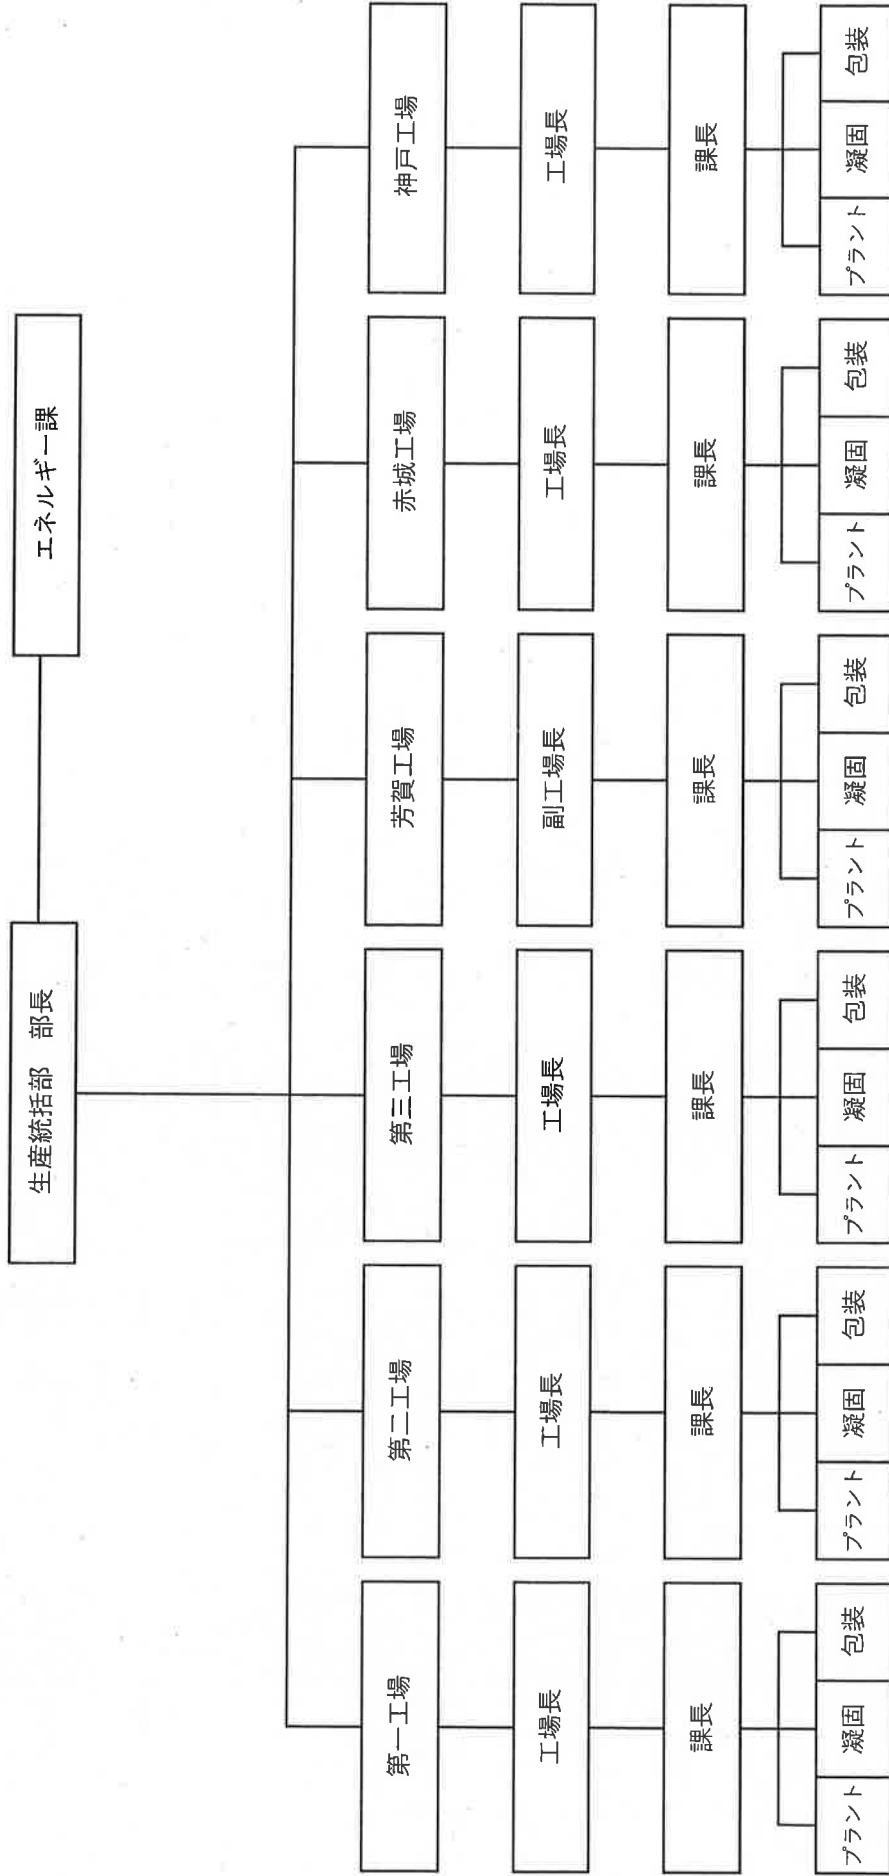 生産統括部　部長
エネルギー課
第一工場
第二工場
第三工場
芳賀工場
赤城工場
神戸工場
工場長
工場長
工場長
副工場長
工場長
工場長
課長
課長
課長
課長
課長
課長
プラント
凝固
包装
プラント
凝固
包装
プラント
凝固
包装
プラント
凝固
包装
プラント
凝固
包装
プラント
凝固
包装